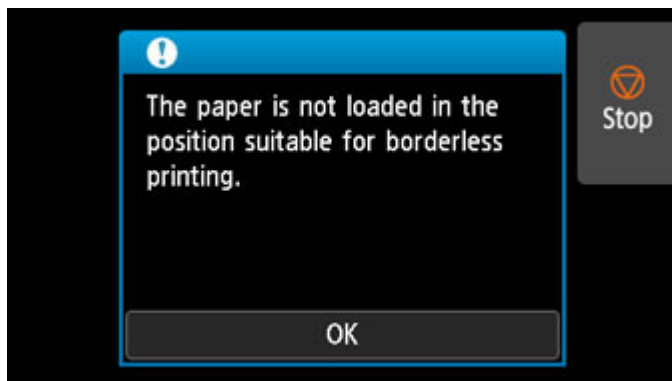 The paper is not loaded in the
position suitable for borderless
printing.
OK
Stop